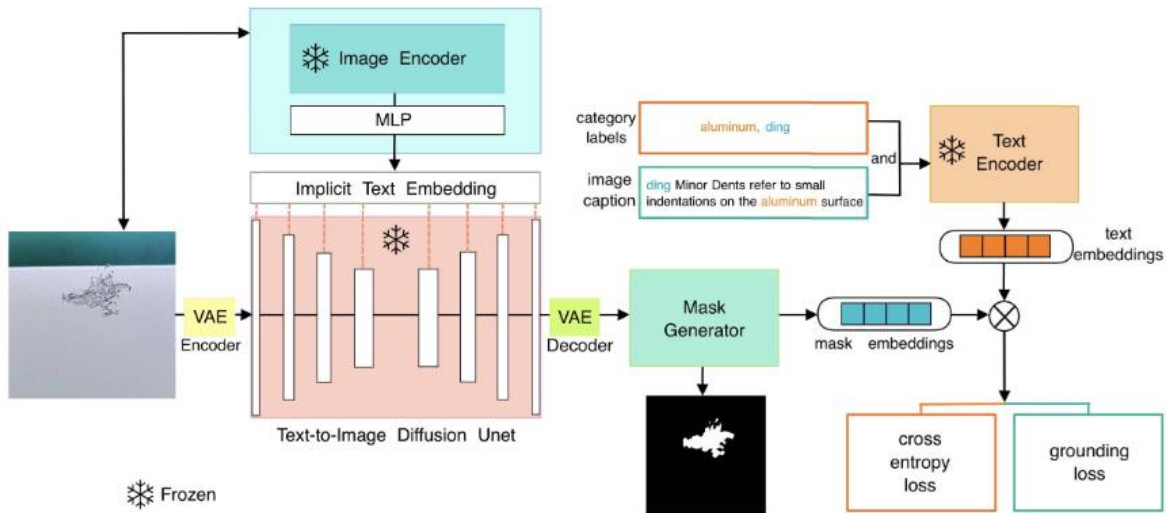 Image Encoder
MLP
Implicit Text Embedding
category
labels
aluminum, ding
and
Text
Encoder
image
caption
ding Minor Dents refer to small
indentations on the aluminum surface
text
embeddings
VAE
Encoder
VAE
Decoder
Mask
Generator
mask embeddings
Text-to-Image Diffusion Unet
cross
entropy
loss
grounding
loss
Frozen